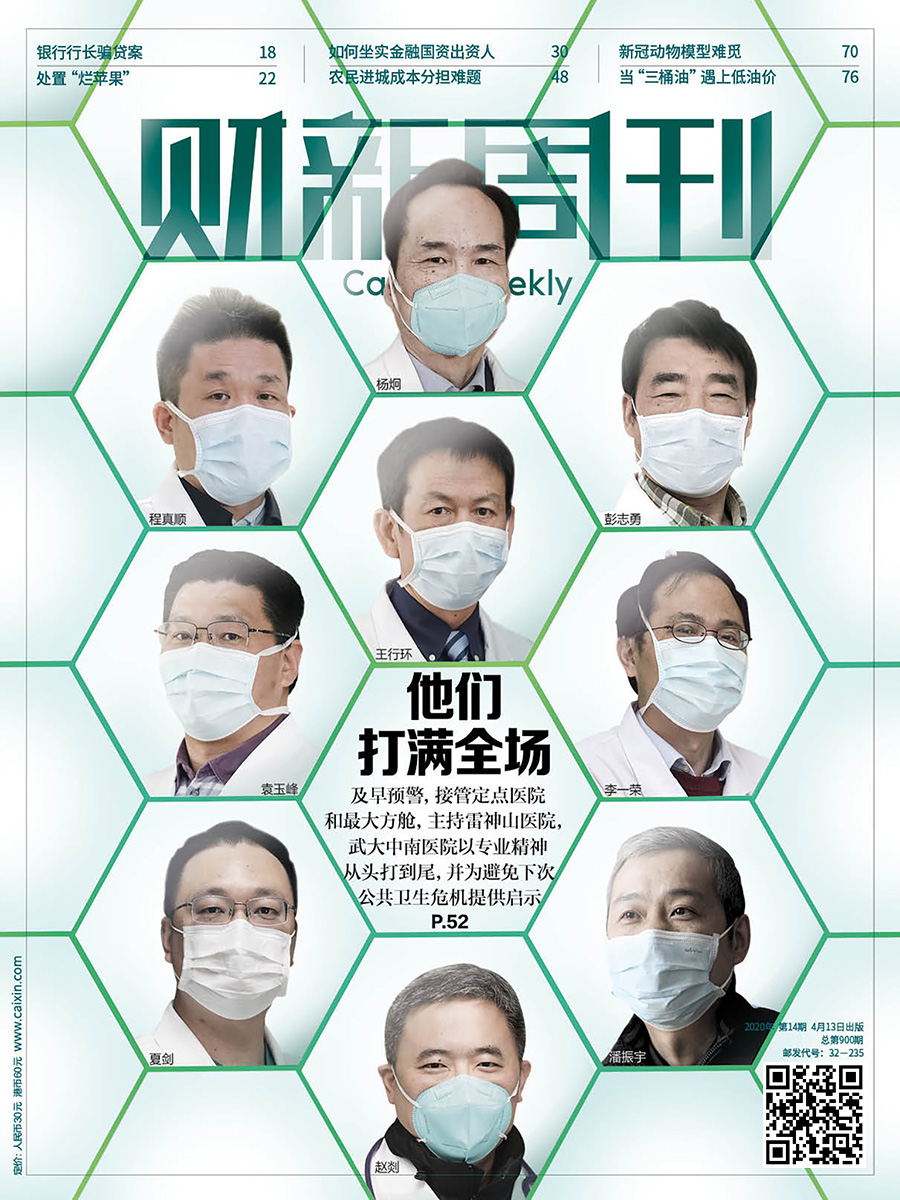 银行行长骗贷案 18
处置“烂苹果” 22
如何坐实金融国资出资人 30
农民进城成本分担难题 48
新冠动物模型难觅 70
当“三桶油”遇上低油价 76
财新周刊
Ca ekly
杨炯
程真顺
彭志勇
王行环
袁玉峰
李一荣
他们
打满全场
及早预警，接管定点医院
和最大方舱，主持雷神山医院，
武大中南医院以专业精神
从头打到尾，并为避免下次
公共卫生危机提供启示
P.52
夏剑
潘振宇
赵剡
2020年 第14期 4月13日出版
总第900期
邮发代号：32－235
定价：人民币30元 港币60元 www.caixin.com